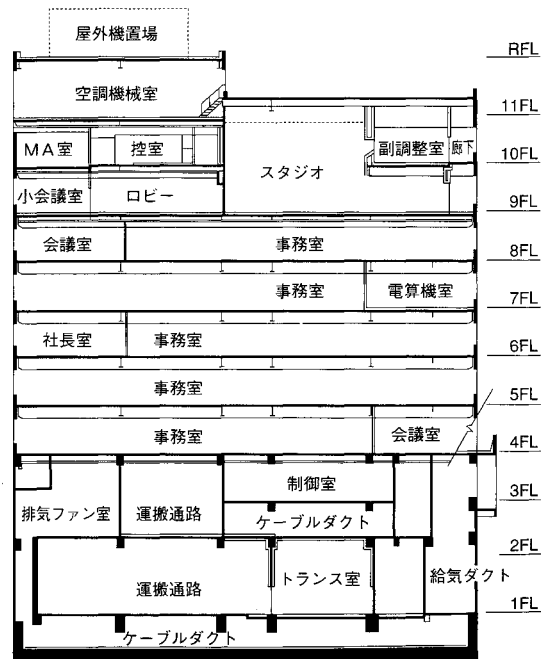 屋外機置場
RFL
空調機械室
11FL
MA室
控室
副調整室
廊下
10FL
スタジオ
小会議室
ロビー
9FL
会議室
事務室
8FL
事務室
電算機室
7FL
社長室
事務室
6FL
事務室
5FL
事務室
会議室
4FL
制御室
3FL
排気ファン室
運搬通路
ケーブルダクト
2FL
運搬通路
トランス室
給気ダクト
1FL
ケーブルダクト